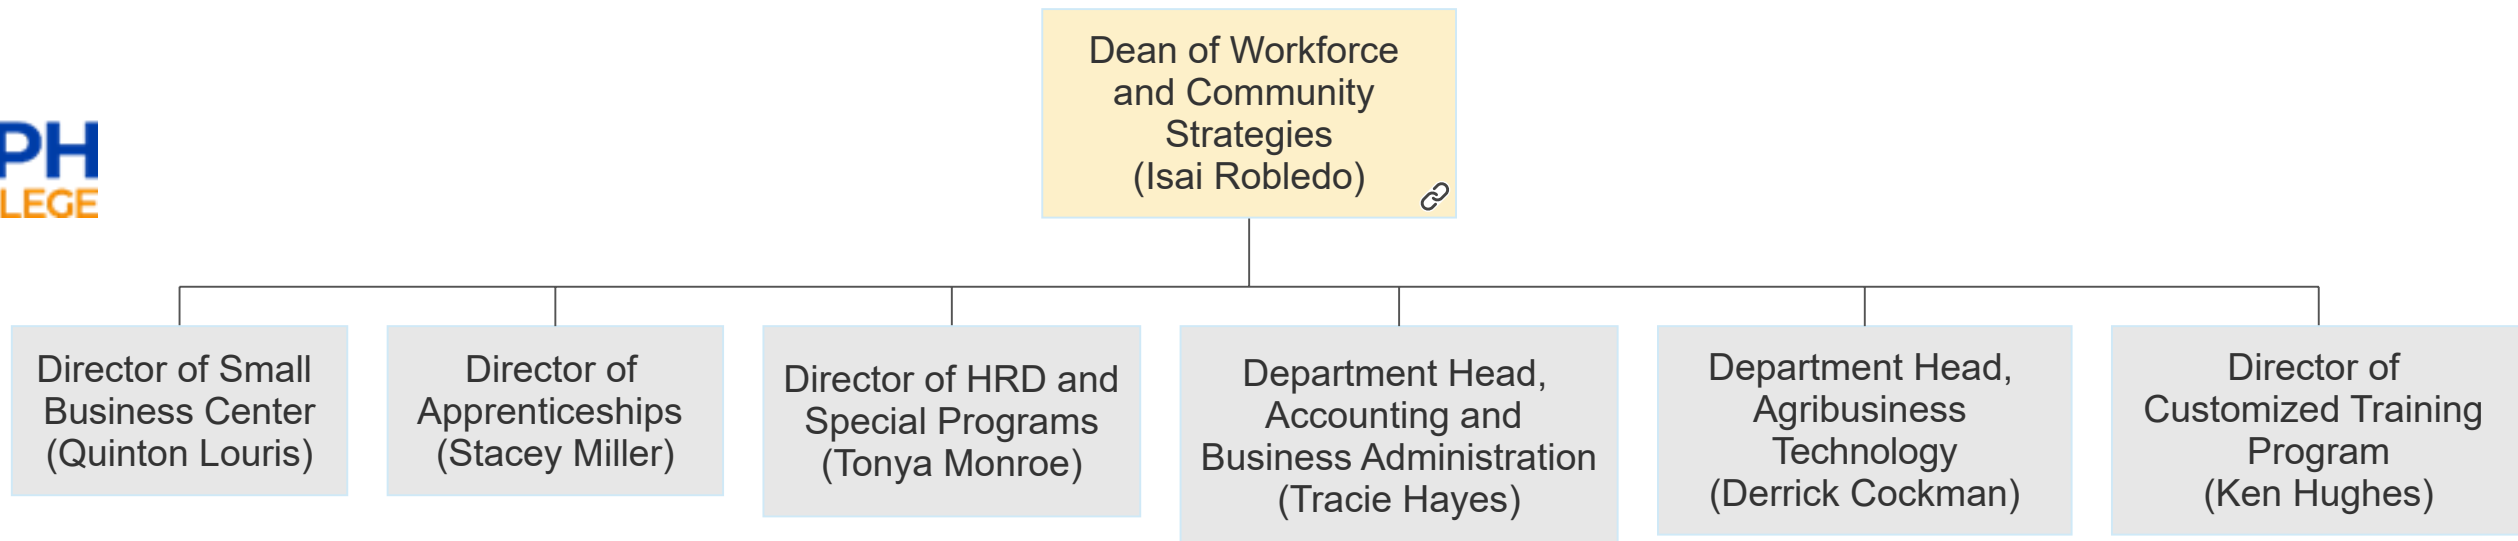 Dean of Workforce
and Community
Strategies
(Isai Robledo)
PH
LEGE
Director of Small
Business Center
(Quinton Louris)
Director of
Apprenticeships
(Stacey Miller)
Director of HRD and
Special Programs
(Tonya Monroe)
Department Head,
Accounting and
Business Administration
(Tracie Hayes)
Department Head,
Agribusiness
Technology
(Derrick Cockman)
Director of
Customized Training
Program
(Ken Hughes)